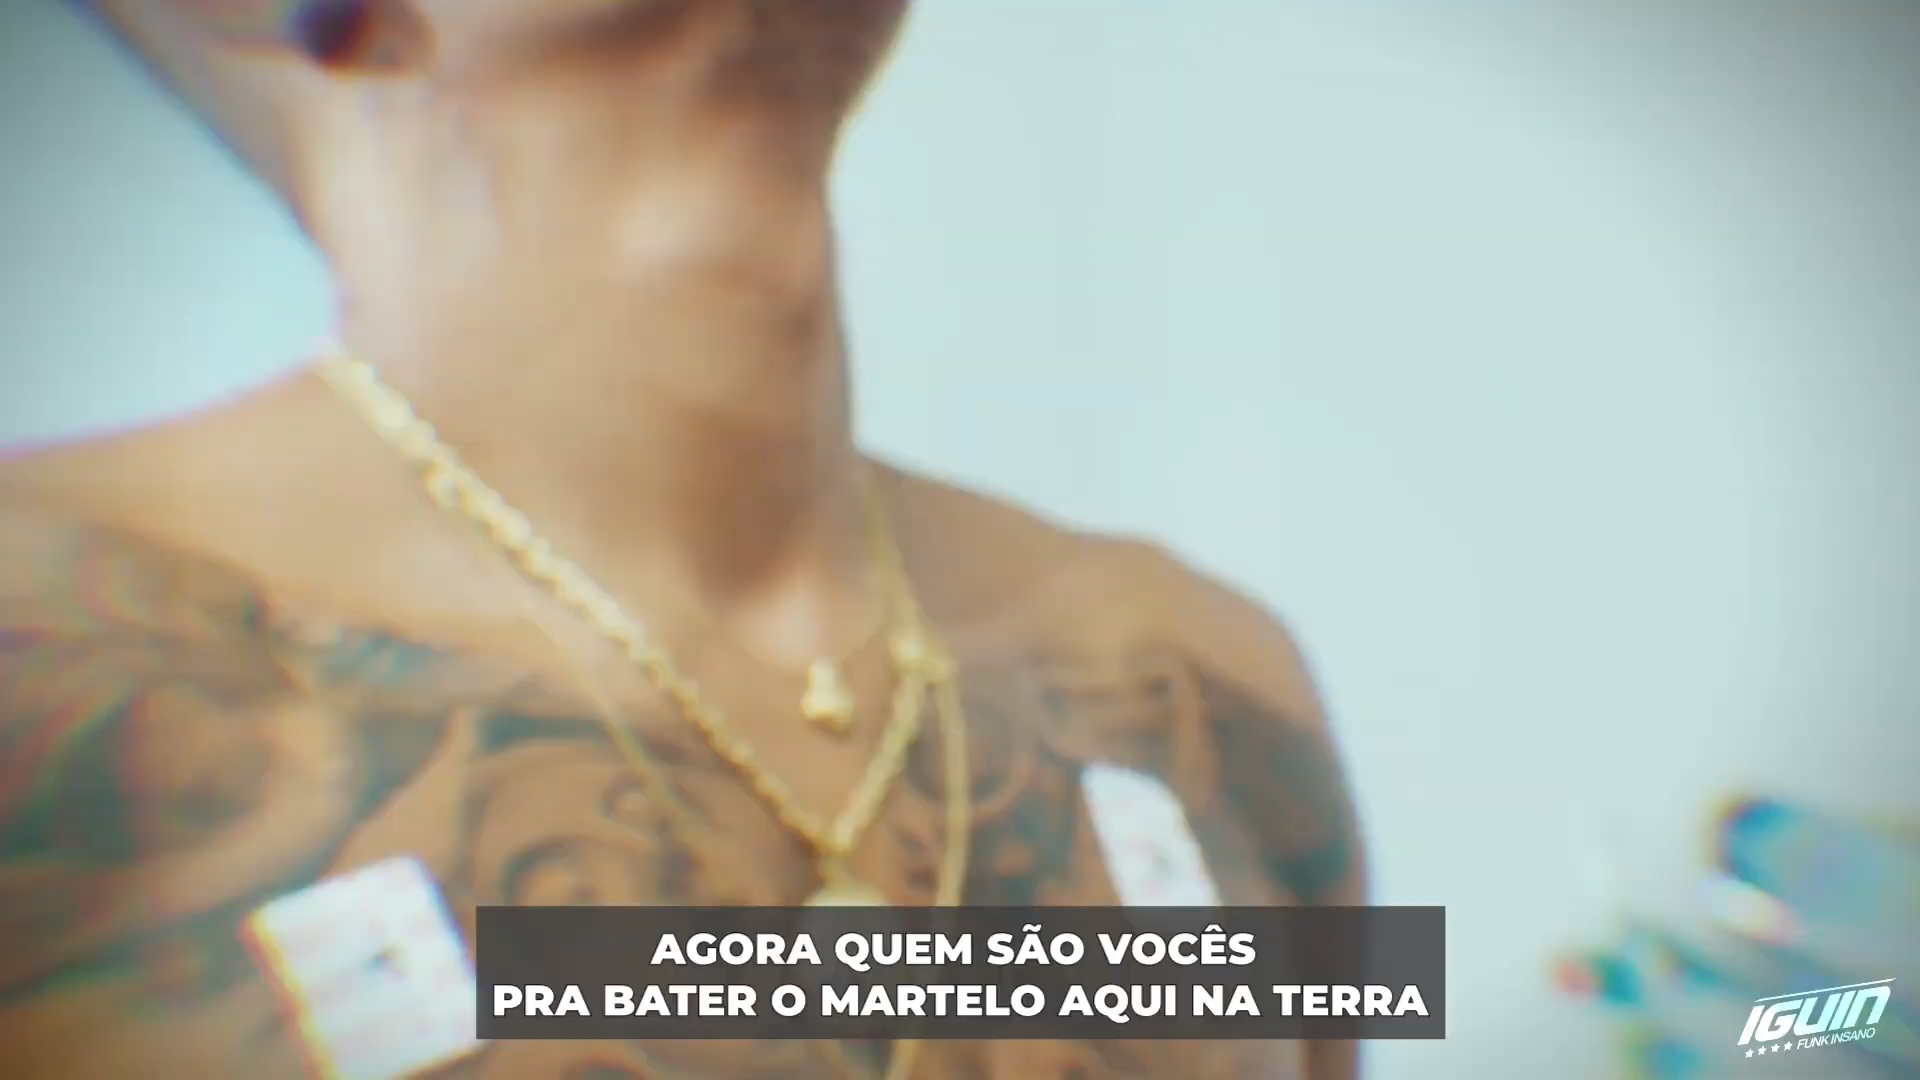 AGORA QUEM SÃO VOCÊS
PRA BATER O MARTELO AQUI NA TERRA
IGUIN
FUNK INSANO